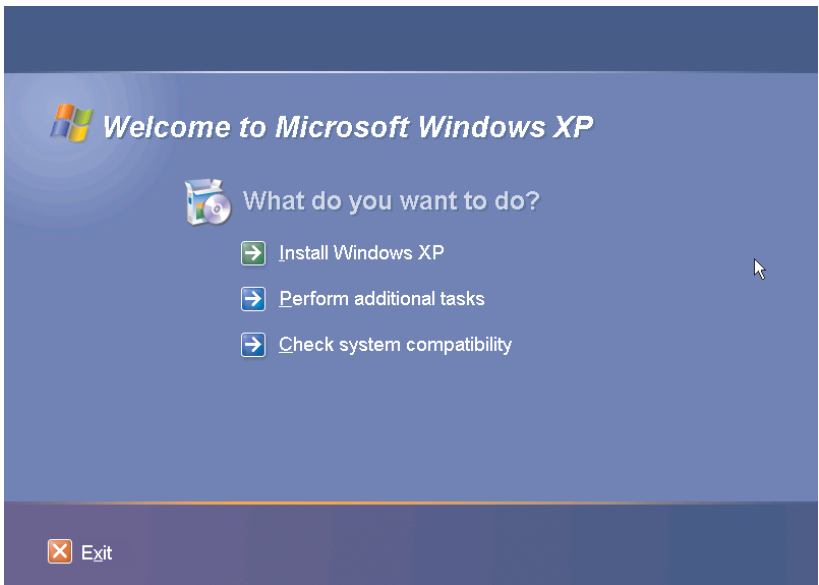 Welcome to Microsoft Windows XP
What do you want to do?
Install Windows XP
Perform additional tasks
Check system compatibility
Exit